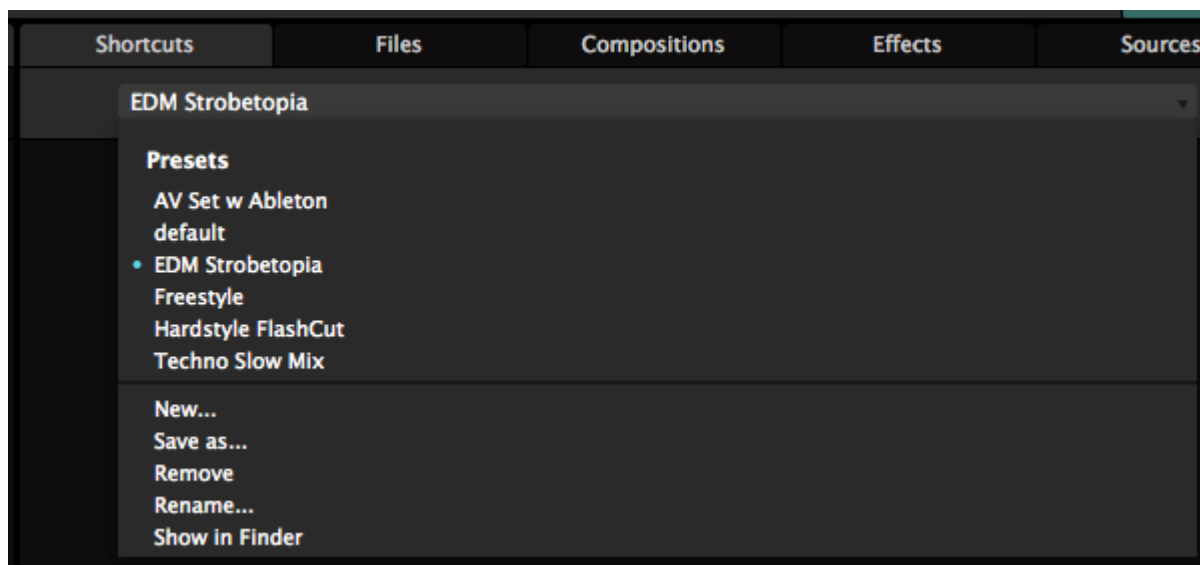 Shortcuts Files Compositions Effects Sources
EDM Strobetopia
Presets
AV Set w Ableton
default
EDM Strobetopia
Freestyle
Hardstyle FlashCut
Techno Slow Mix
New...
Save as...
Remove
Rename...
Show in Finder